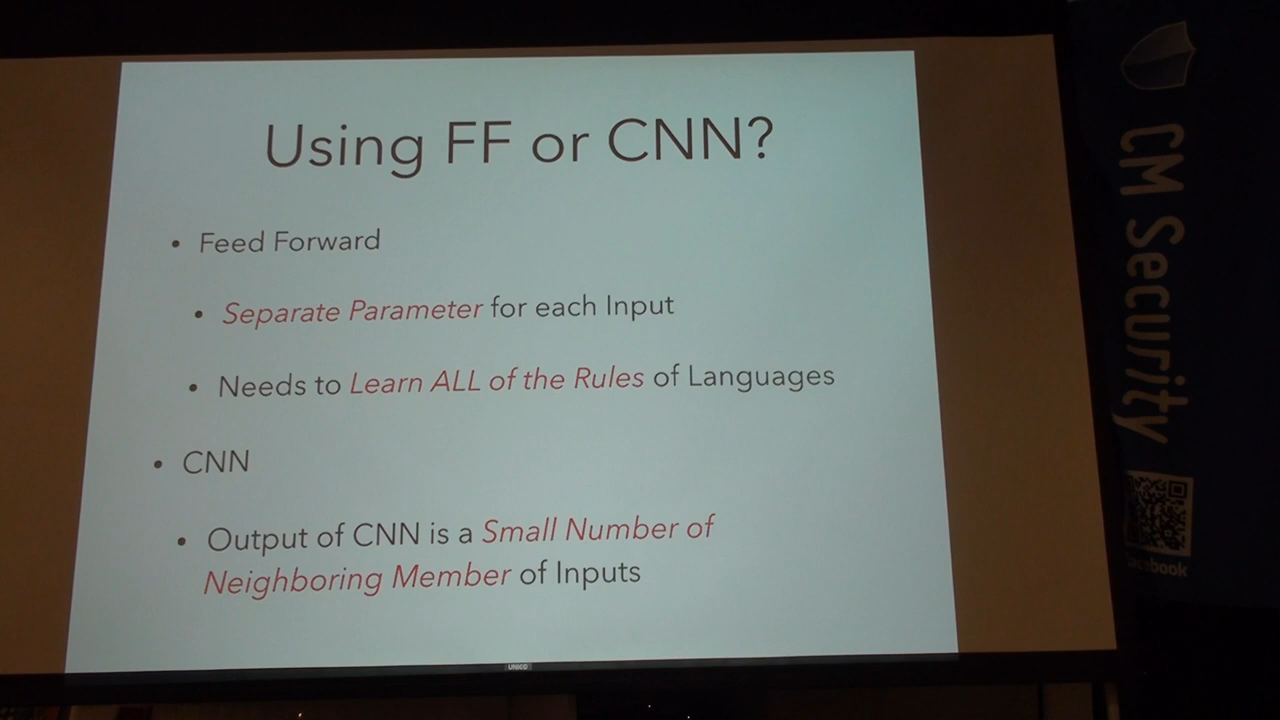 Using FF or CNN?
• Feed Forward
• Separate Parameter for each Input
• Needs to Learn ALL of the Rules of Languages
• CNN
• Output of CNN is a Small Number of
Neighboring Member of Inputs
UNICO
CM Security
facebook